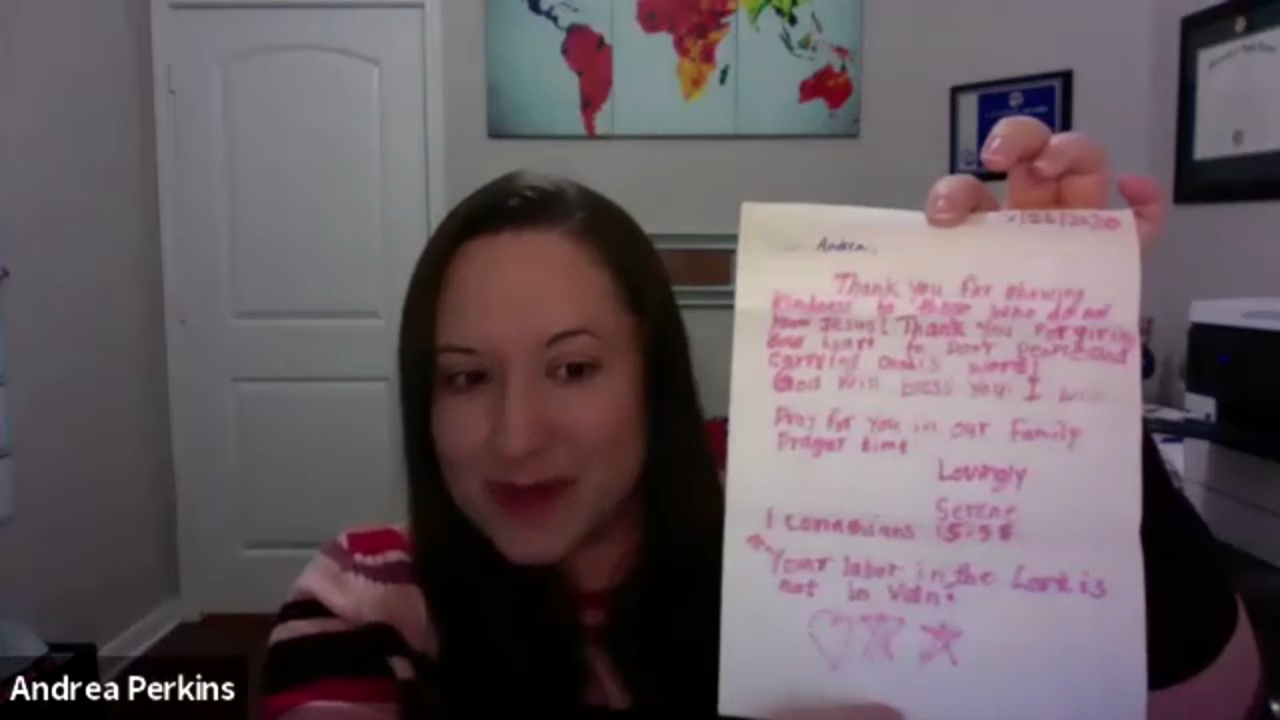 Andrea,
Thank you for showing
kindness to those who do not
know Jesus! Thank You For giving
your heart to
carrying God's word!
God will bless you! I will
Pray for you in our Family
Prayer time
Lovingly
Serene
1 Corinthians 15:58
"Your labor in the Lord is
not in vain"
Andrea Perkins